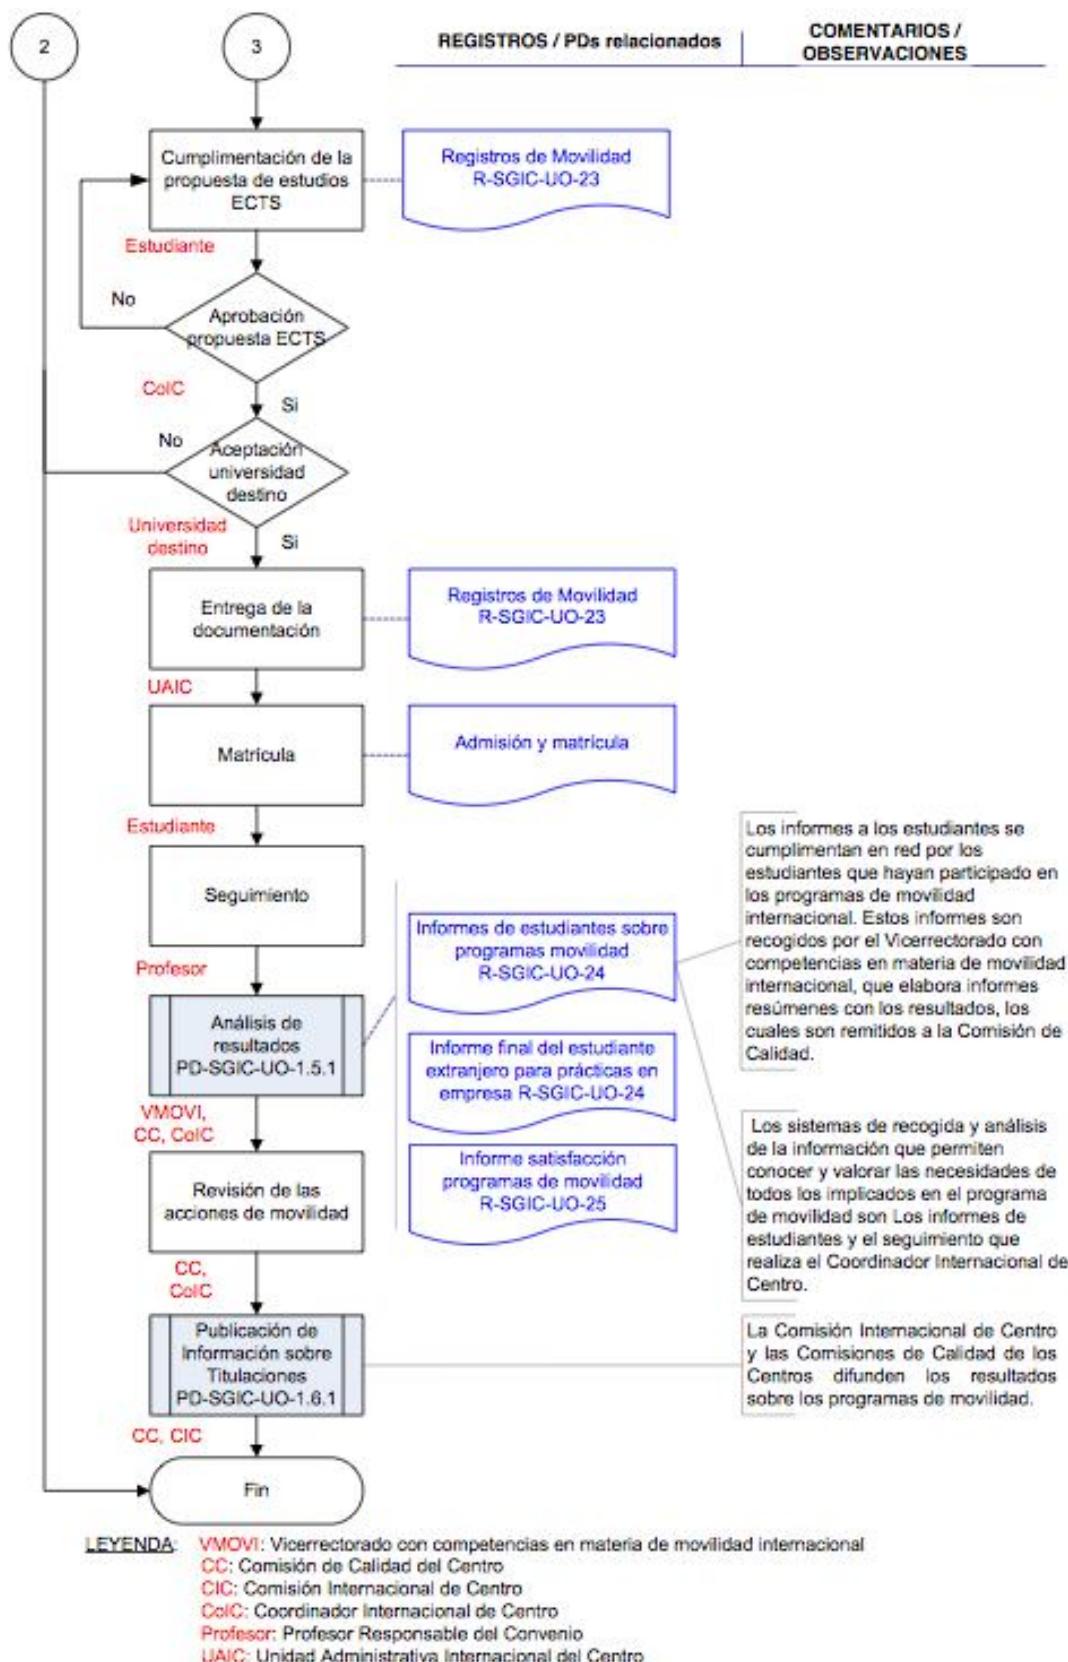 2
3
REGISTROS / PDs relacionados
COMENTARIOS /
OBSERVACIONES
Cumplimentación de la
propuesta de estudios
ECTS
Registros de Movilidad
R-SGIC-UO-23
Estudiante
No
Aprobación
propuesta ECTS
CoIC
Si
No
Aceptación
universidad
destino
Universidad
destino
Si
Entrega de la
documentación
Registros de Movilidad
R-SGIC-UO-23
UAIC
Matrícula
Admisión y matrícula
Estudiante
Seguimiento
Profesor
Informes de estudiantes sobre
programas movilidad
R-SGIC-UO-24
Los informes a los estudiantes se
cumplimentan en red por los
estudiantes que hayan participado en
los programas de movilidad
internacional. Estos informes son
recogidos por el Vicerrectorado con
competencias en materia de movilidad
internacional, que elabora informes
resúmenes con los resultados, los
cuales son remitidos a la Comisión de
Calidad.
Análisis de
resultados
PD-SGIC-UO-1.5.1
Informe final del estudiante
extranjero para prácticas en
empresa R-SGIC-UO-24
VMOVI,
CC, CoIC
Revisión de las
acciones de movilidad
Informe satisfacción
programas de movilidad
R-SGIC-UO-25
Los sistemas de recogida y análisis
de la información que permiten
conocer y valorar las necesidades de
todos los implicados en el programa
de movilidad son Los informes de
estudiantes y el seguimiento que
realiza el Coordinador Internacional de
Centro.
CC,
CoIC
Publicación de
Información sobre
Titulaciones
PD-SGIC-UO-1.6.1
La Comisión Internacional de Centro
y las Comisiones de Calidad de los
Centros difunden los resultados
sobre los programas de movilidad.
CC, CIC
Fin
LEYENDA: VMOVI: Vicerrectorado con competencias en materia de movilidad internacional
CC: Comisión de Calidad del Centro
CIC: Comisión Internacional de Centro
CoIC: Coordinador Internacional de Centro
Profesor: Profesor Responsable del Convenio
UAIC: Unidad Administrativa Internacional del Centro